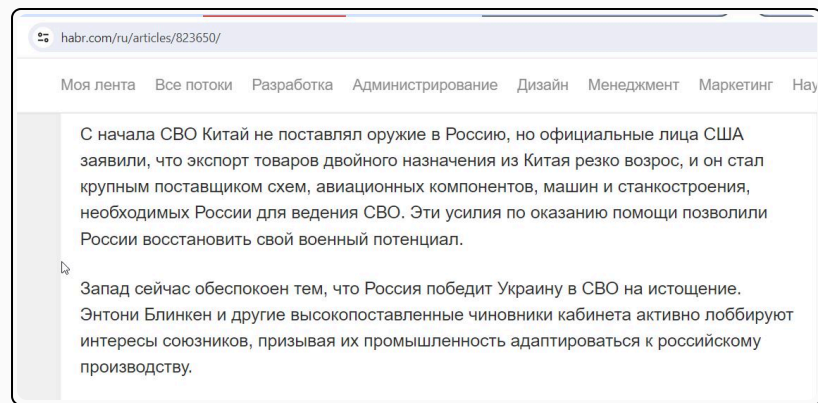 habr.com/ru/articles/823650/
Моя лента Все потоки Разработка Администрирование Дизайн Менеджмент Маркетинг Нау
С начала СВО Китай не поставлял оружие в Россию, но официальные лица США
заявили, что экспорт товаров двойного назначения из Китая резко возрос, и он стал
крупным поставщиком схем, авиационных компонентов, машин и станкостроения,
необходимых России для ведения СВО. Эти усилия по оказанию помощи позволили
России восстановить свой военный потенциал.
Запад сейчас обеспокоен тем, что Россия победит Украину в СВО на истощение.
Энтони Блинкен и другие высокопоставленные чиновники кабинета активно лоббируют
интересы союзников, призывая их промышленность адаптироваться к российскому
производству.